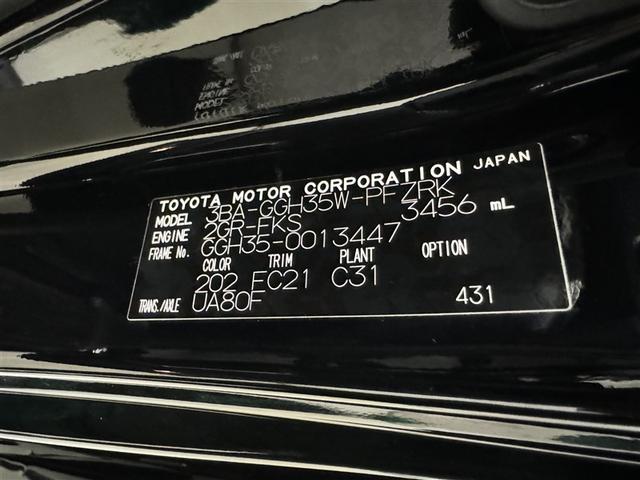 TOYOTA MOTOR CORPORATION JAPAN
MODEL 3BA-GGH35W-PFZRK
ENGINE 2GR-FKS 3456 mL
FRAME No. GGH35-0013447
COLOR TRIM PLANT OPTION
202 EC21 C31
TRANS./AXLE UA80F 431